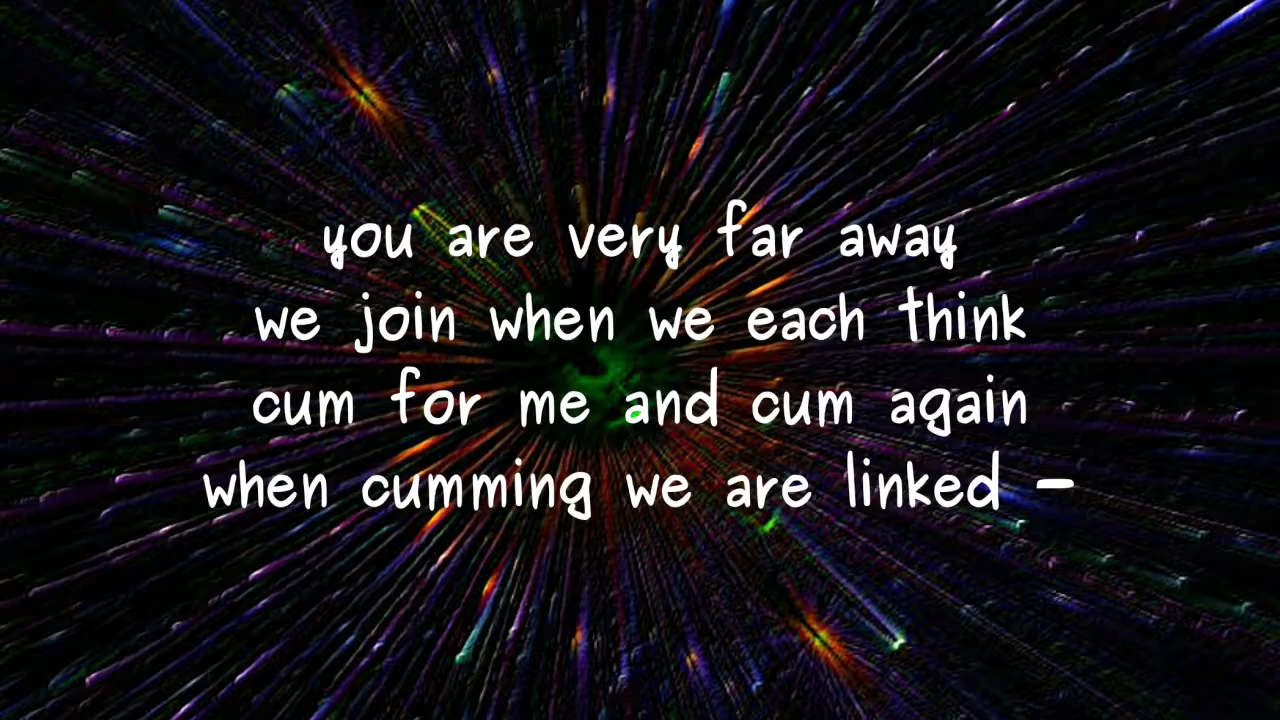 you are very far away
we join when we each think
cum for me and cum again
when cumming we are linked –